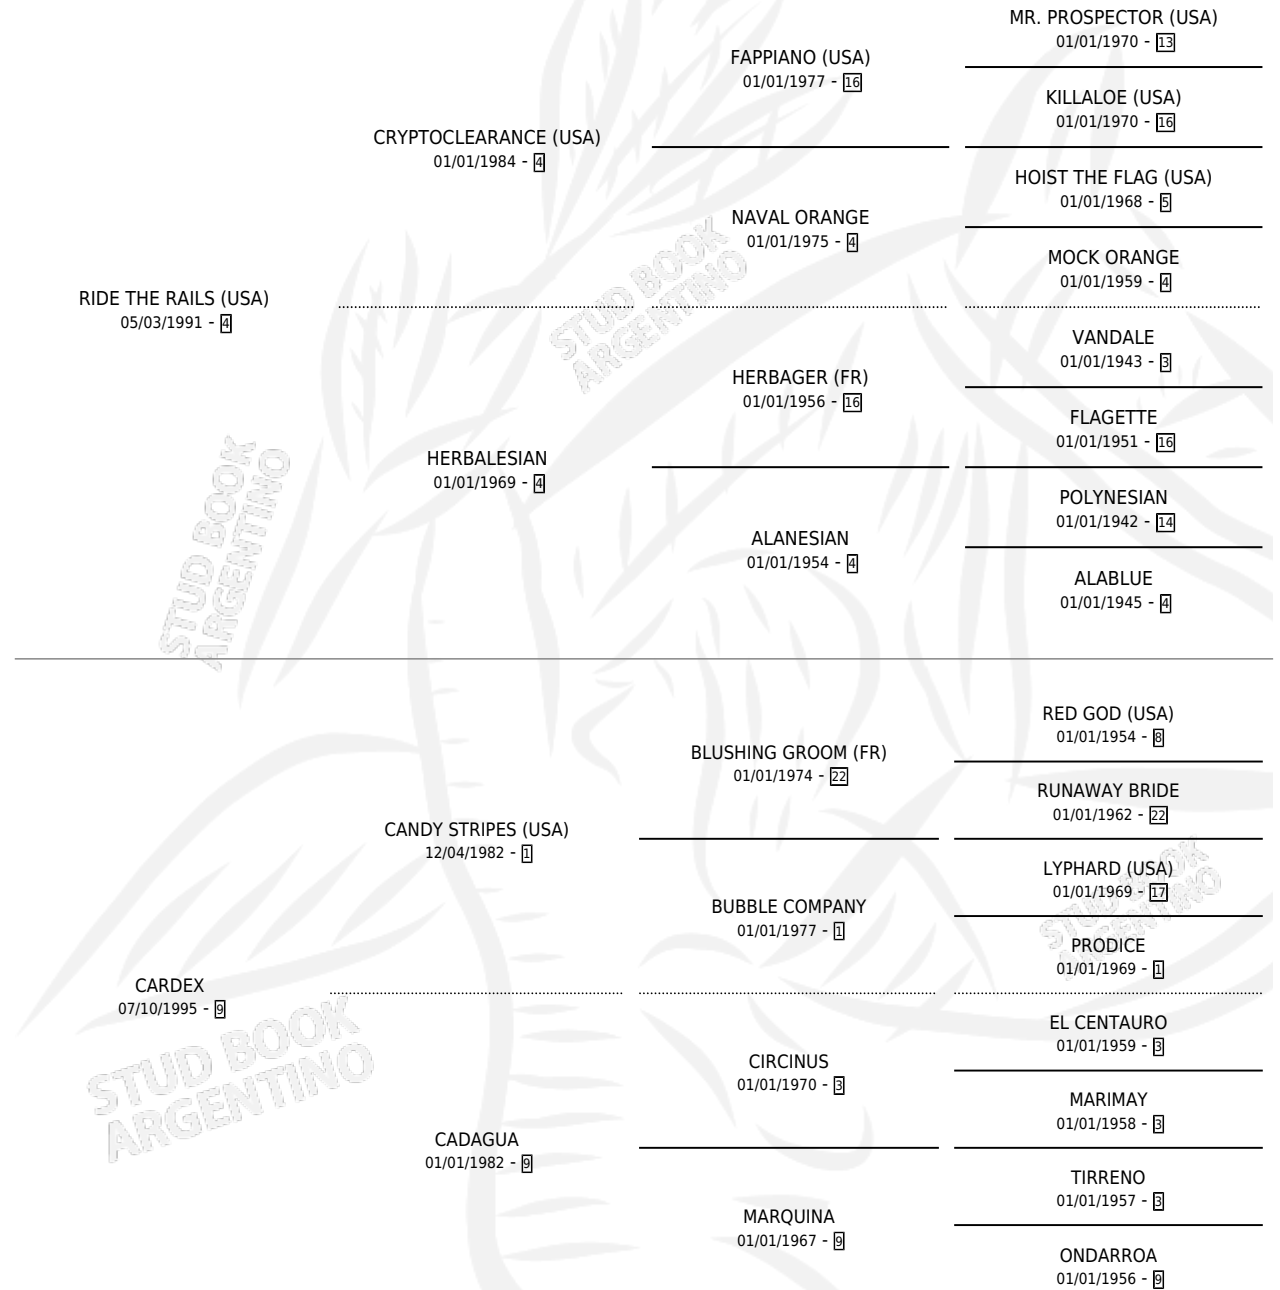 MR. PROSPECTOR (USA)
01/01/1970 - 13
FAPPIANO (USA)
01/01/1977 - 16
KILLALOE (USA)
01/01/1970 - 16
CRYPTOCLEARANCE (USA)
01/01/1984 - 4
HOIST THE FLAG (USA)
01/01/1968 - 5
NAVAL ORANGE
01/01/1975 - 4
MOCK ORANGE
01/01/1959 - 4
RIDE THE RAILS (USA)
05/03/1991 - 4
VANDALE
01/01/1943 - 3
HERBAGER (FR)
01/01/1956 - 16
FLAGETTE
01/01/1951 - 16
HERBALESIAN
01/01/1969 - 4
POLYNESIAN
01/01/1942 - 14
ALANESIAN
01/01/1954 - 4
ALABLUE
01/01/1945 - 4
RED GOD (USA)
01/01/1954 - 8
BLUSHING GROOM (FR)
01/01/1974 - 22
RUNAWAY BRIDE
01/01/1962 - 22
CANDY STRIPES (USA)
12/04/1982 - 1
LYPHARD (USA)
01/01/1969 - 17
BUBBLE COMPANY
01/01/1977 - 1
PRODICE
01/01/1969 - 1
CARDEX
07/10/1995 - 9
EL CENTAURO
01/01/1959 - 3
CIRCINUS
01/01/1970 - 3
MARIMAY
01/01/1958 - 3
CADAGUA
01/01/1982 - 9
TIRRENO
01/01/1957 - 3
MARQUINA
01/01/1967 - 9
ONDARROA
01/01/1956 - 9
STUD BOOK
ARGENTINO
STUD BOOK
ARGENTINO
STUD BOOK
ARGENTINO
STUD BOOK
ARGENTINO